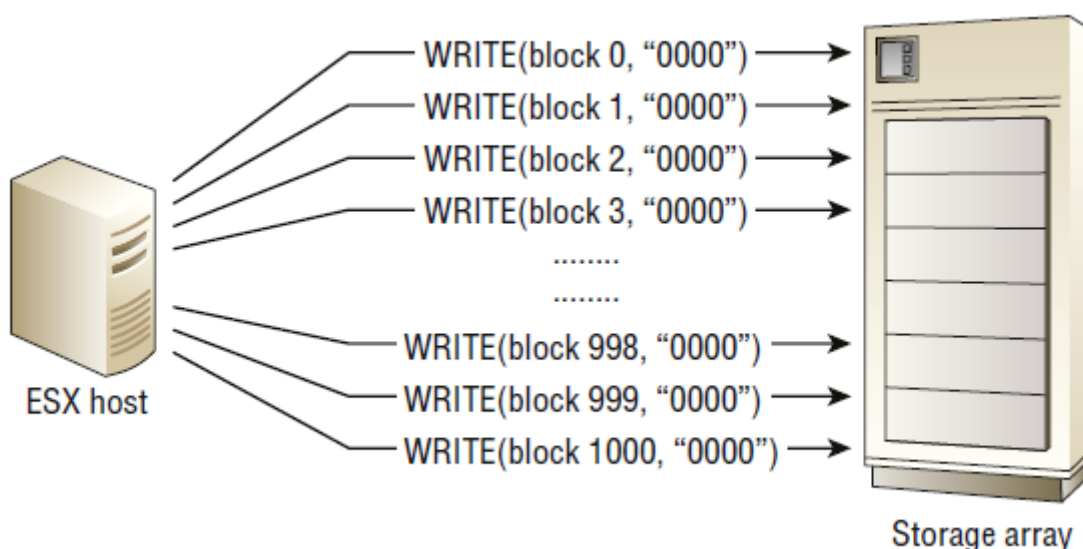 WRITE(block 0, “0000”)
WRITE(block 1, “0000”)
WRITE(block 2, “0000”)
WRITE(block 3, “0000”)
........
........
WRITE(block 998, “0000”)
WRITE(block 999, “0000”)
WRITE(block 1000, “0000”)
ESX host
Storage array